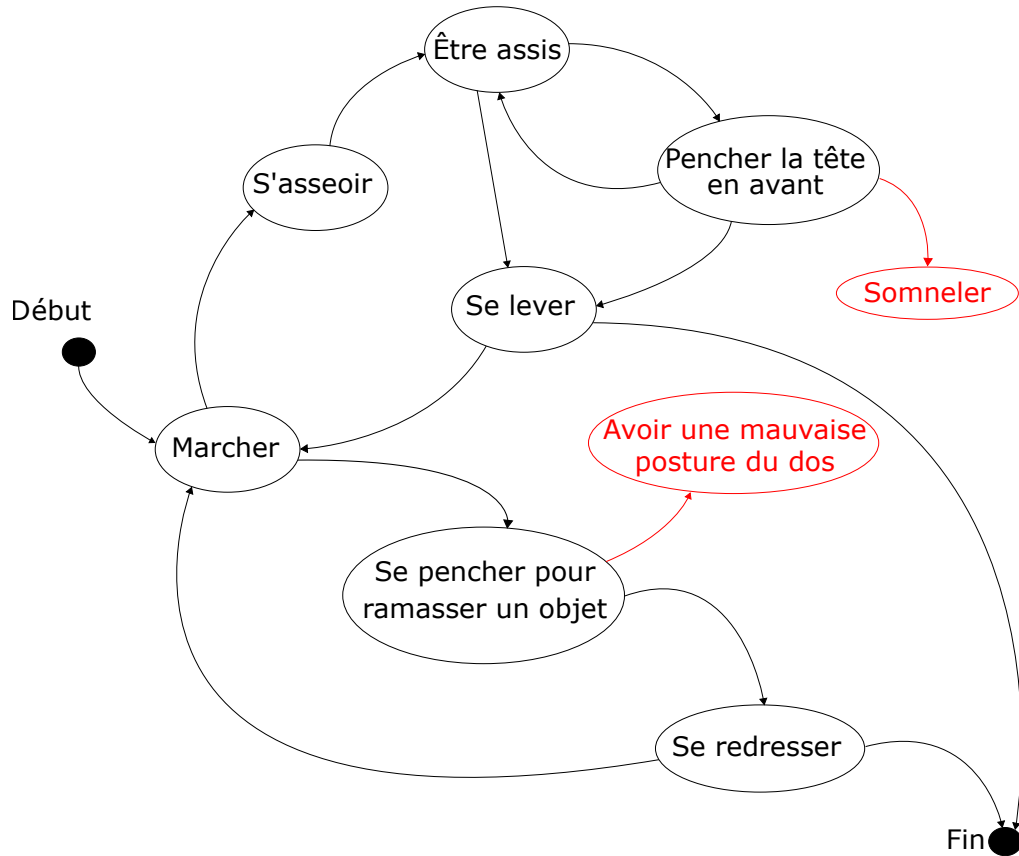 Être assis
Pencher la tête
en avant
S'asseoir
Somneler
Se lever
Début
Avoir une mauvaise
posture du dos
Marcher
Se pencher pour
ramasser un objet
Se redresser
Fin